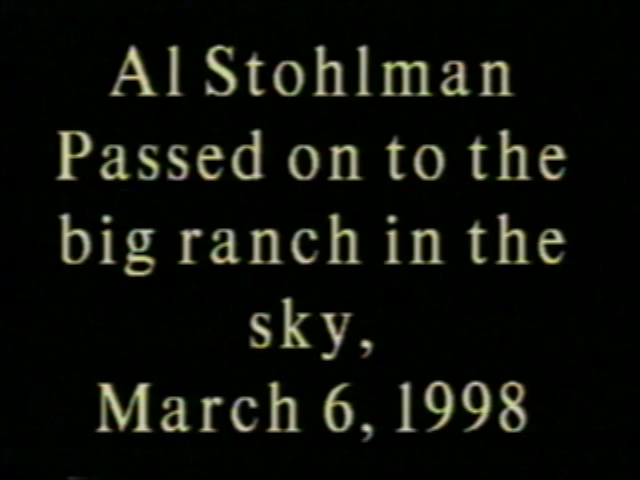 Al Stohlman
Passed on to the
big ranch in the
sky,
March 6, 1998